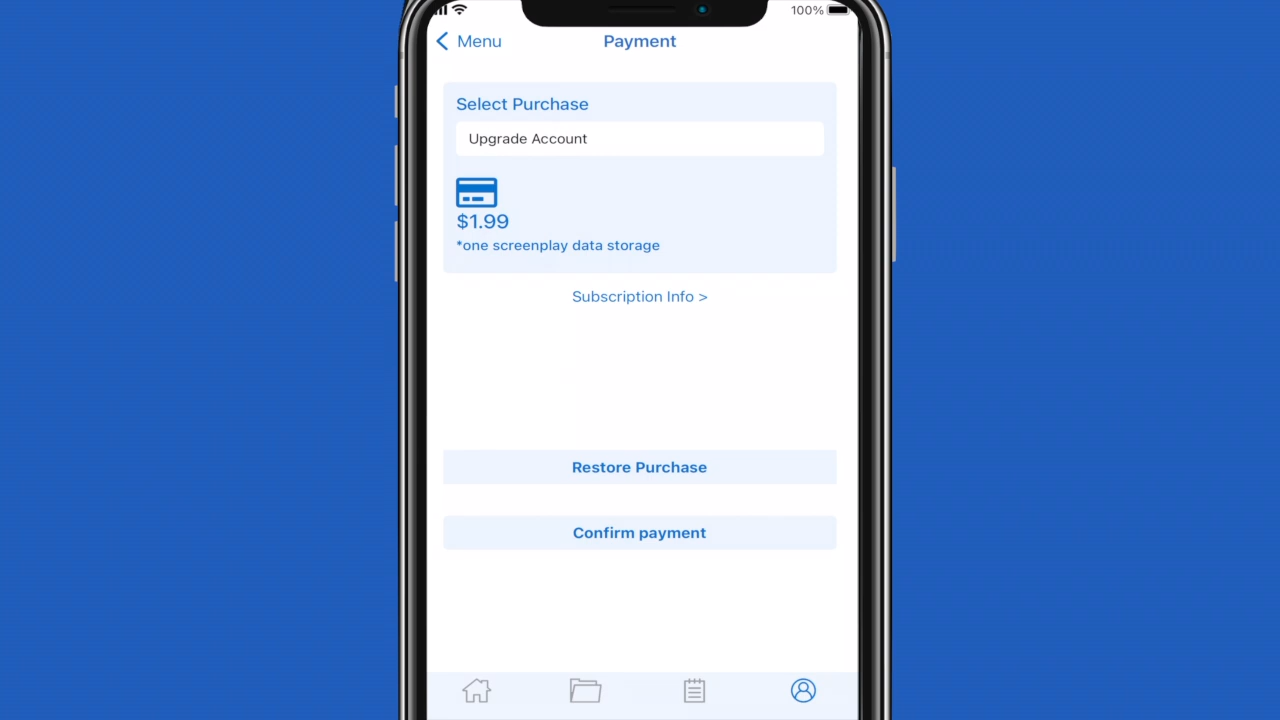 100%
Menu
Payment
Select Purchase
Upgrade Account
$1.99
*one screenplay data storage
Subscription Info >
Restore Purchase
Confirm payment